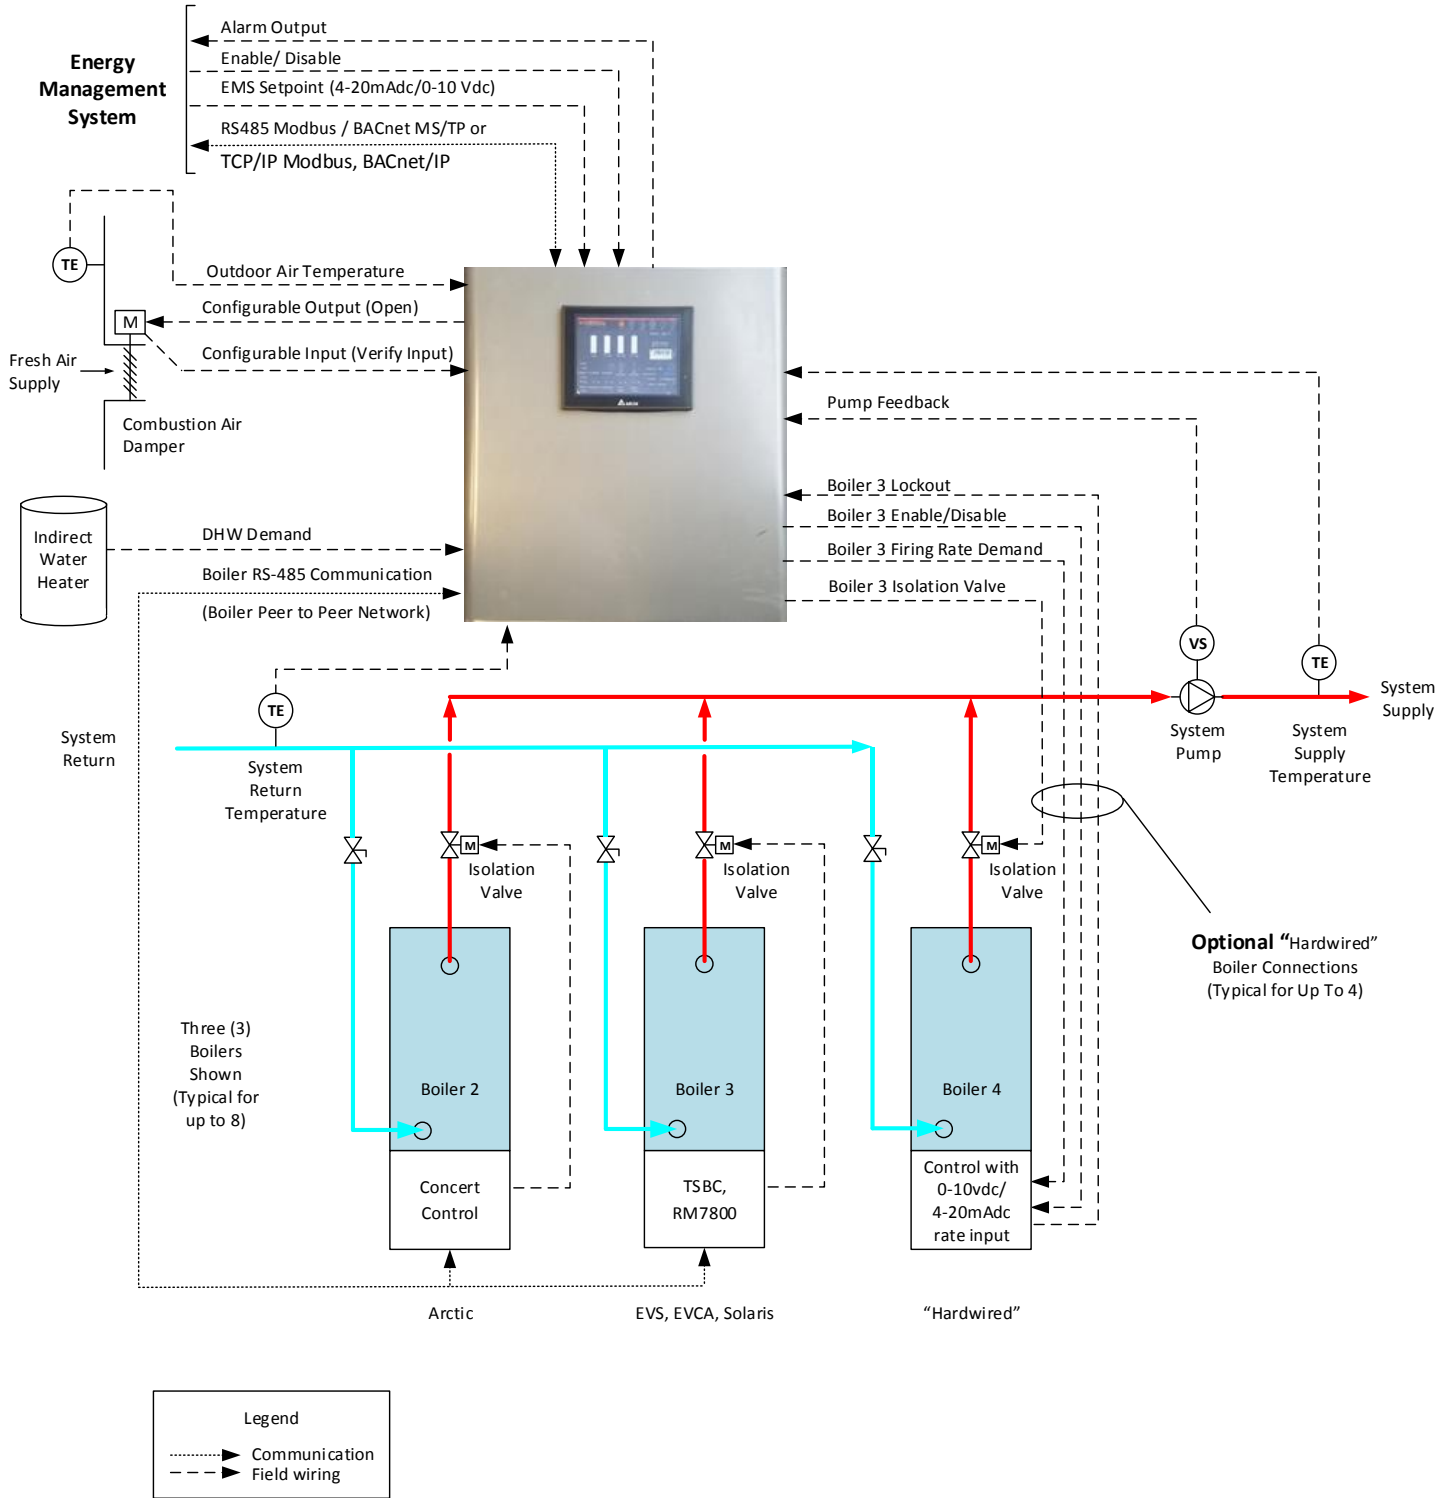 Energy
Management
System
Alarm Output
Enable/ Disable
EMS Setpoint (4-20mAdc/0-10 Vdc)
RS485 Modbus / BACnet MS/TP or
TCP/IP Modbus, BACnet/IP
TE
Outdoor Air Temperature
Configurable Output (Open)
M
Configurable Input (Verify Input)
Fresh Air
Supply
Combustion Air
Damper
Indirect
Water
Heater
DHW Demand
Boiler RS-485 Communication
(Boiler Peer to Peer Network)
Pump Feedback
Boiler 3 Lockout
Boiler 3 Enable/Disable
Boiler 3 Firing Rate Demand
Boiler 3 Isolation Valve
VS
TE
System
Supply
System
Pump
System
Supply
Temperature
TE
System
Return
System
Return
Temperature
M
Isolation
Valve
M
Isolation
Valve
M
Isolation
Valve
Optional “Hardwired”
Boiler Connections
(Typical for Up To 4)
Three (3)
Boilers
Shown
(Typical for
up to 8)
Boiler 2
Boiler 3
Boiler 4
Concert
Control
TSBC,
RM7800
Control with
0-10vdc/
4-20mAdc
rate input
Arctic
EVS, EVCA, Solaris
“Hardwired”
Legend
Communication
Field wiring